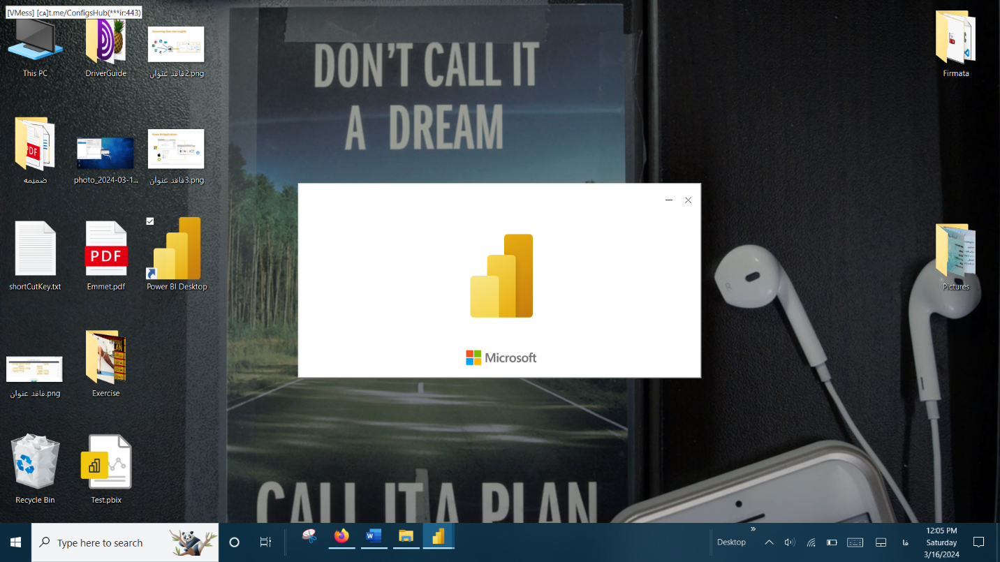 [VMess] [ᴄᴀ]t.me/ConfigsHub(***ir:443)
This PC
DriverGuide
فاقد عنوان2.png
Firmata
ضمیمه
photo_2024-03-1...
فاقد عنوان3.png
shortCutKey.txt
PDF
Emmet.pdf
Power BI Desktop
Pictures
فاقد عنوان.png
Exercise
Recycle Bin
Test.pbix
DON'T CALL IT
A DREAM
CALL IT A PLAN
Microsoft
Type here to search
Desktop
فا
12:05 PM
Saturday
3/16/2024